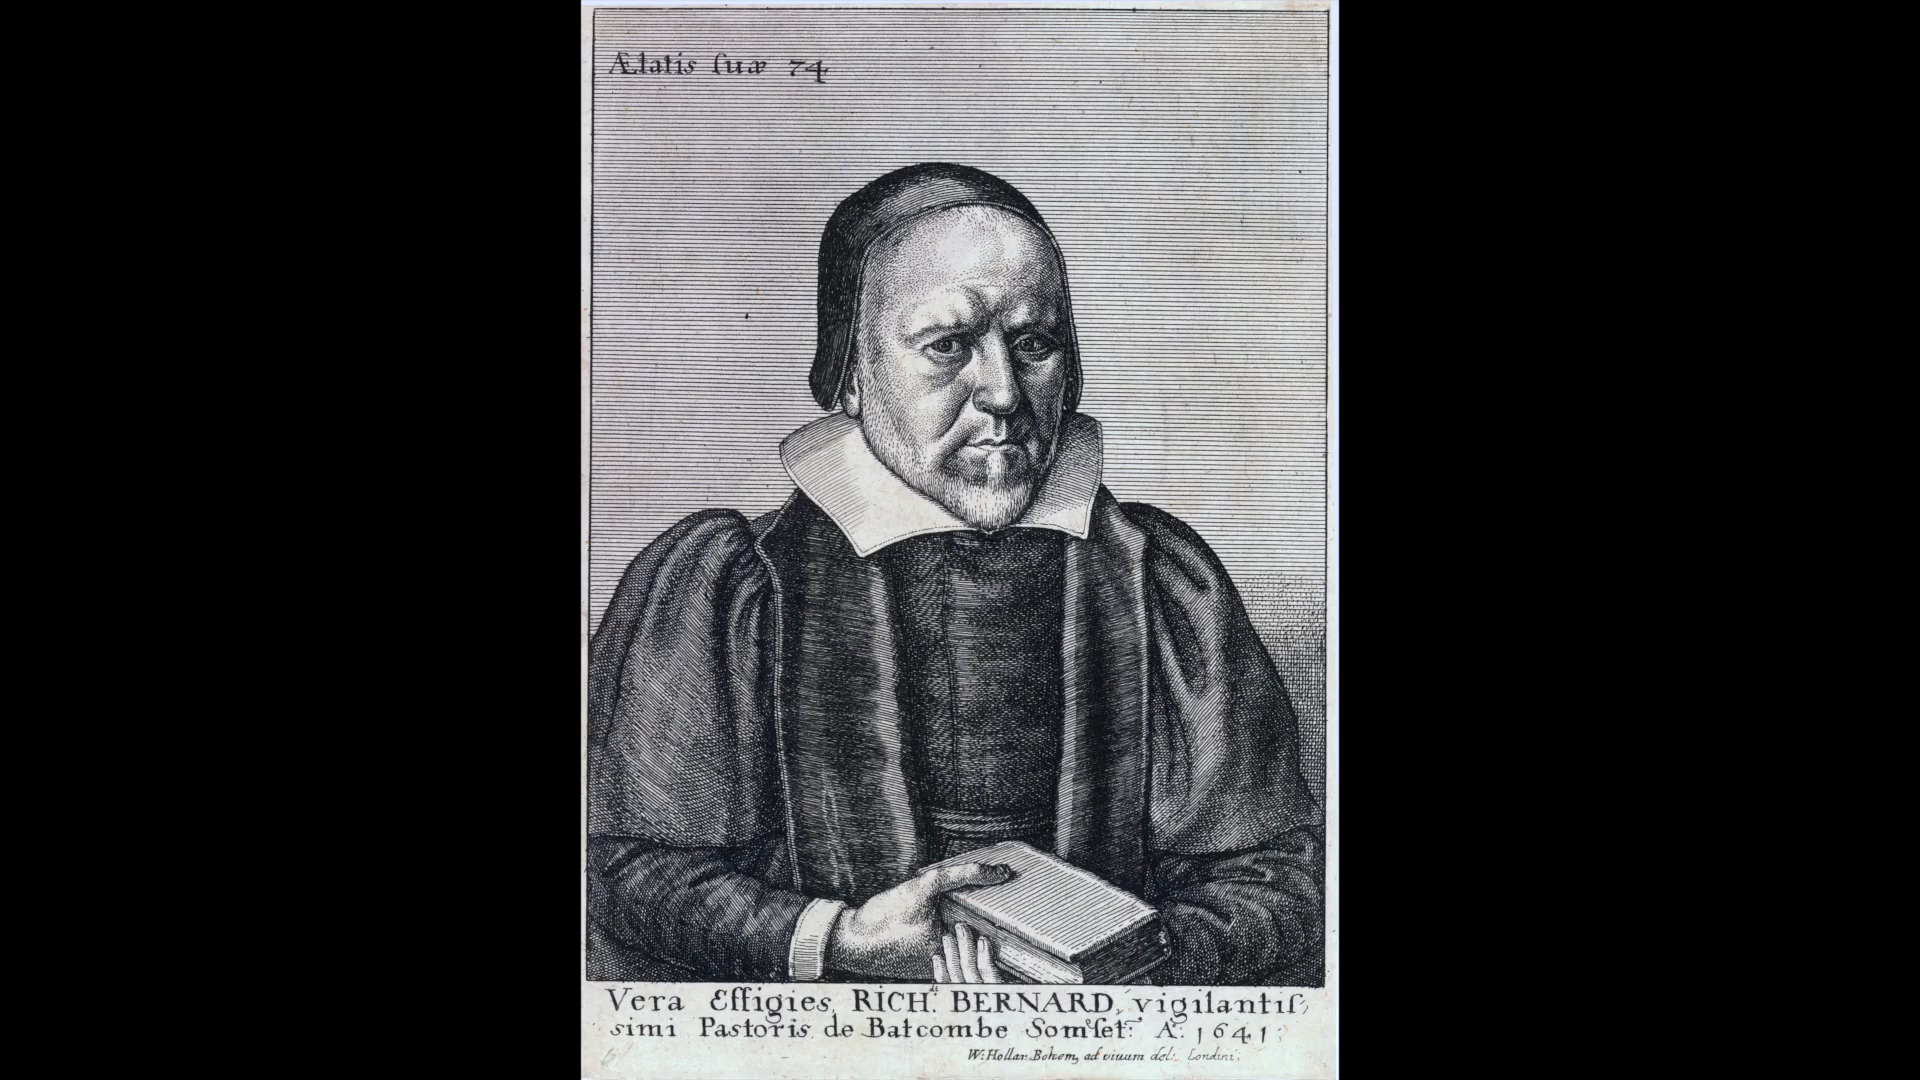 Ætatis ſuæ 74
Vera Effigies, RICH: BERNARD, vigilantiſ,
simi Pastoris de Batcombe Somſet: A: 1641:
W: Hollar Bohem, ad viuum del: Londini: